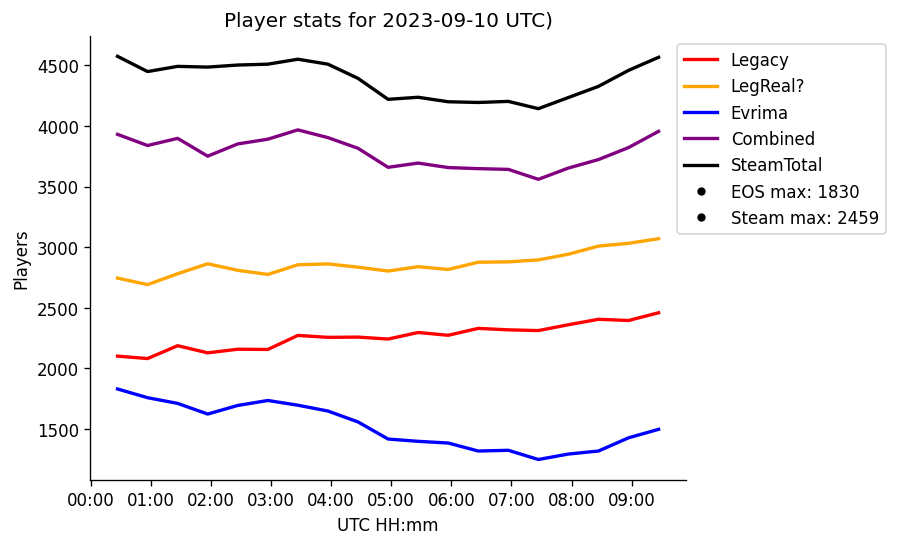 Player stats for 2023-09-10 UTC)
Legacy
LegReal?
Evrima
Combined
SteamTotal
EOS max: 1830
Steam max: 2459
Players
4500
4000
3500
3000
2500
2000
1500
00:00 01:00 02:00 03:00 04:00 05:00 06:00 07:00 08:00 09:00
UTC HH:mm